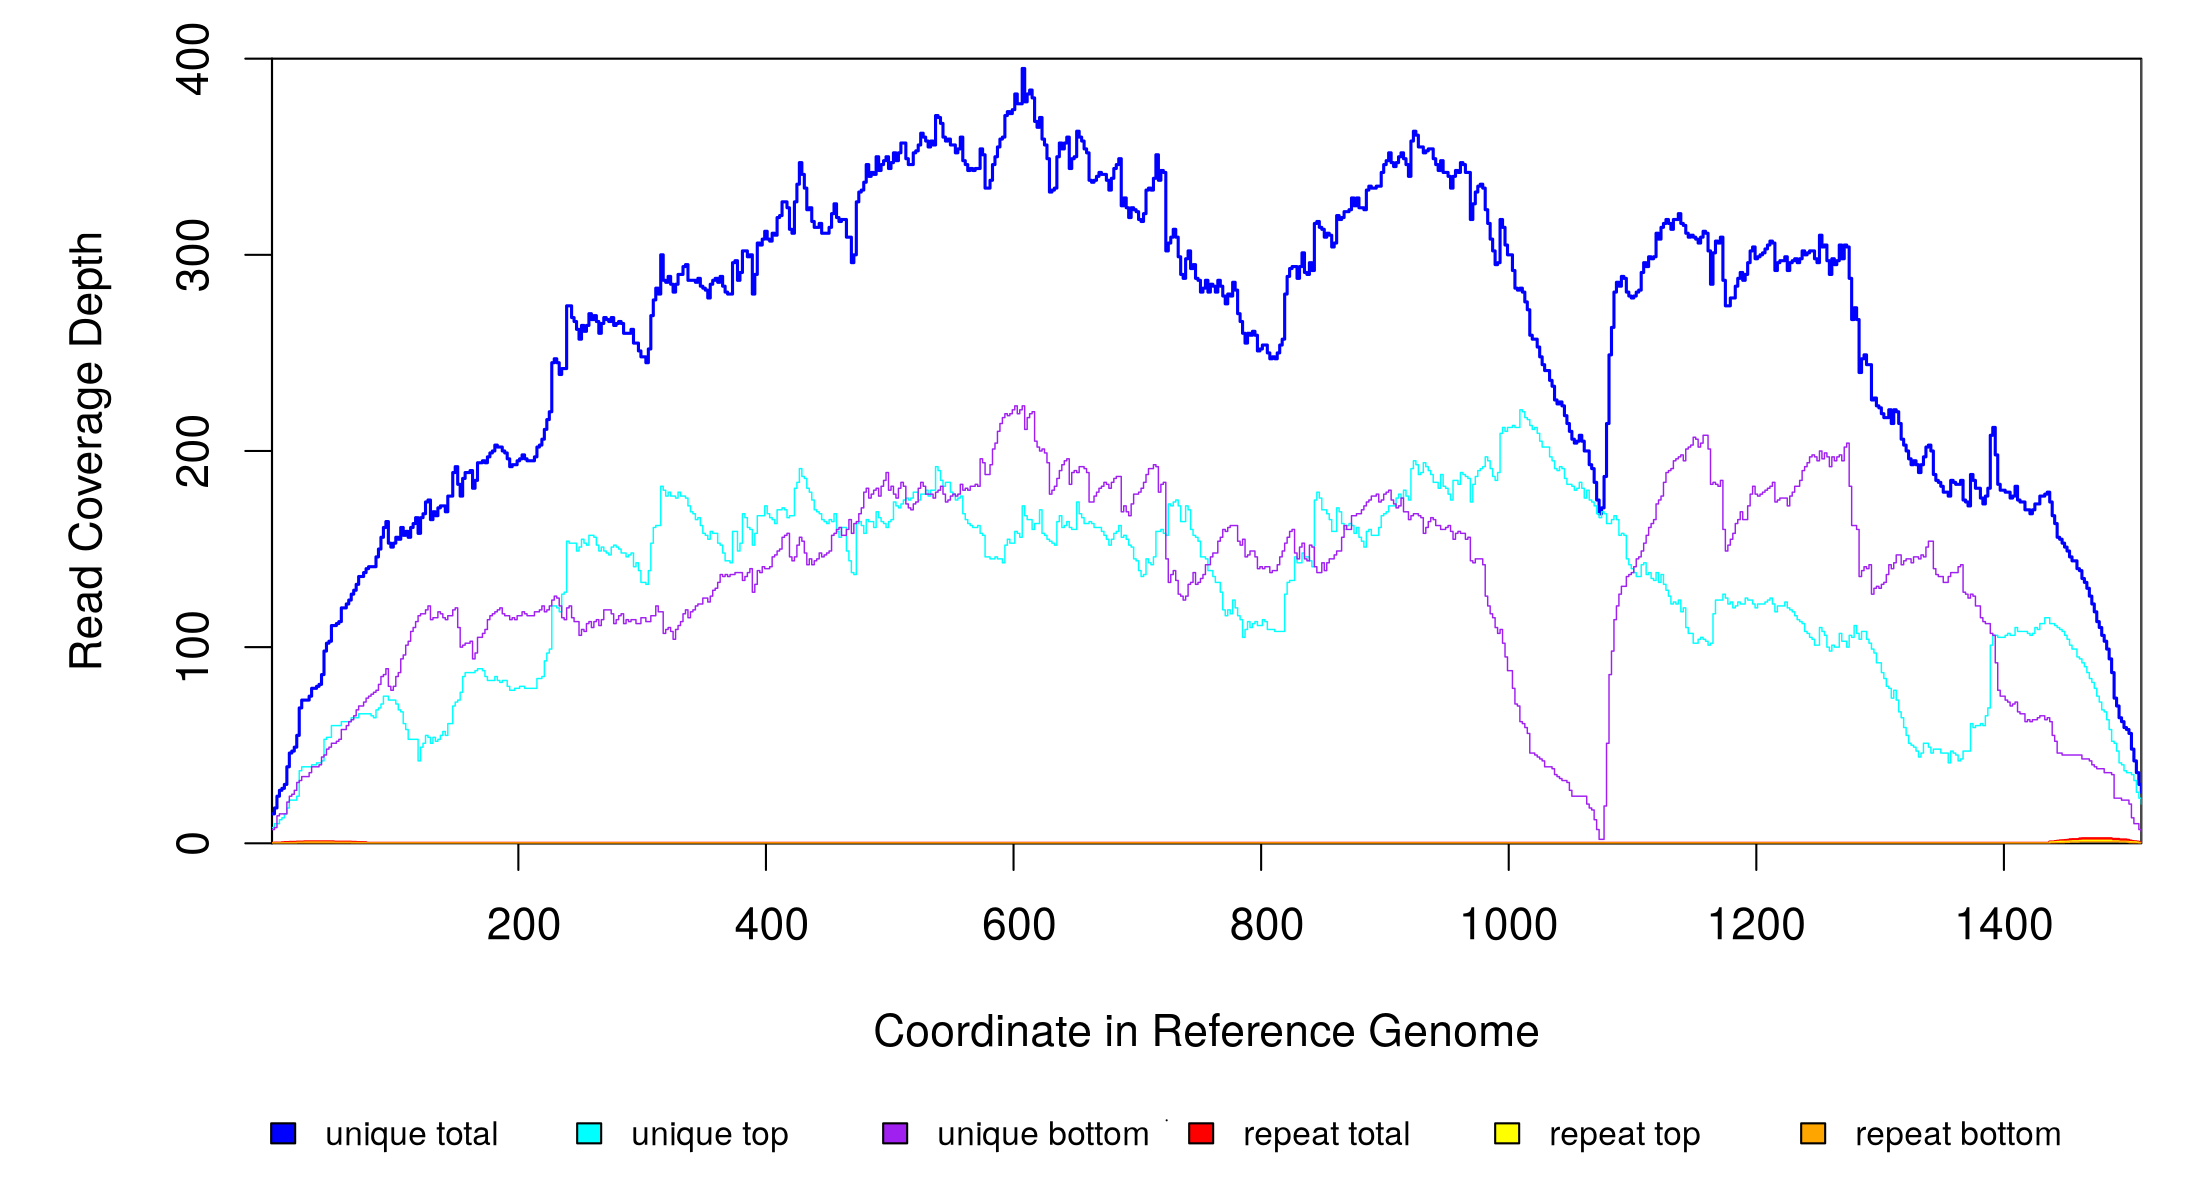 400
300
200
100
0
Read Coverage Depth
200 400 600 800 1000 1200 1400
Coordinate in Reference Genome
unique total unique top unique bottom repeat total repeat top repeat bottom